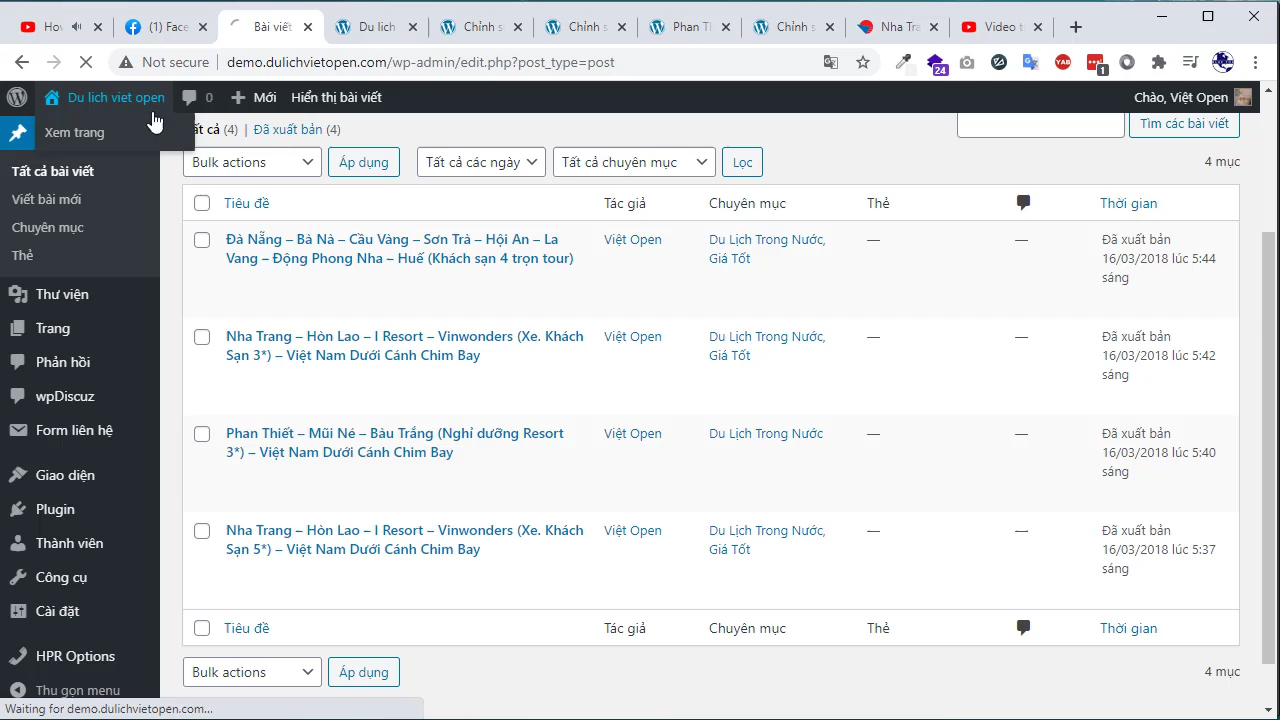 Hov
(1) Face
Bài viết
Du lịch
Chỉnh s
Chỉnh s
Phan Th
Chỉnh s
Nha Tra
Video t
Not secure
demo.dulichvietopen.com/wp-admin/edit.php?post_type=post
24
YAB
1
Du lich viet open
0
Mới
Hiển thị bài viết
Chào, Việt Open
Xem trang
Tất cả bài viết
Viết bài mới
Chuyên mục
Thẻ
Thư viện
Trang
Phản hồi
wpDiscuz
Form liên hệ
Giao diện
Plugin
Thành viên
Công cụ
Cài đặt
HPR Options
Thu gọn menu
ất cả (4) | Đã xuất bản (4)
Tìm các bài viết
Bulk actions
Áp dụng
Tất cả các ngày
Tất cả chuyên mục
Lọc
4 mục
Tiêu đề Tác giả Chuyên mục Thẻ Thời gian
Đà Nẵng – Bà Nà – Cầu Vàng – Sơn Trà – Hội An – La
Vang – Động Phong Nha – Huế (Khách sạn 4 trọn tour)
Việt Open
Du Lịch Trong Nước,
Giá Tốt
—
—
Đã xuất bản
16/03/2018 lúc 5:44
sáng
Nha Trang – Hòn Lao – I Resort – Vinwonders (Xe. Khách
Sạn 3*) – Việt Nam Dưới Cánh Chim Bay
Việt Open
Du Lịch Trong Nước,
Giá Tốt
—
—
Đã xuất bản
16/03/2018 lúc 5:42
sáng
Phan Thiết – Mũi Né – Bàu Trắng (Nghỉ dưỡng Resort
3*) – Việt Nam Dưới Cánh Chim Bay
Việt Open
Du Lịch Trong Nước
—
—
Đã xuất bản
16/03/2018 lúc 5:40
sáng
Nha Trang – Hòn Lao – I Resort – Vinwonders (Xe. Khách
Sạn 5*) – Việt Nam Dưới Cánh Chim Bay
Việt Open
Du Lịch Trong Nước,
Giá Tốt
—
—
Đã xuất bản
16/03/2018 lúc 5:37
sáng
Tiêu đề Tác giả Chuyên mục Thẻ Thời gian
Bulk actions
Áp dụng
4 mục
Waiting for demo.dulichvietopen.com...